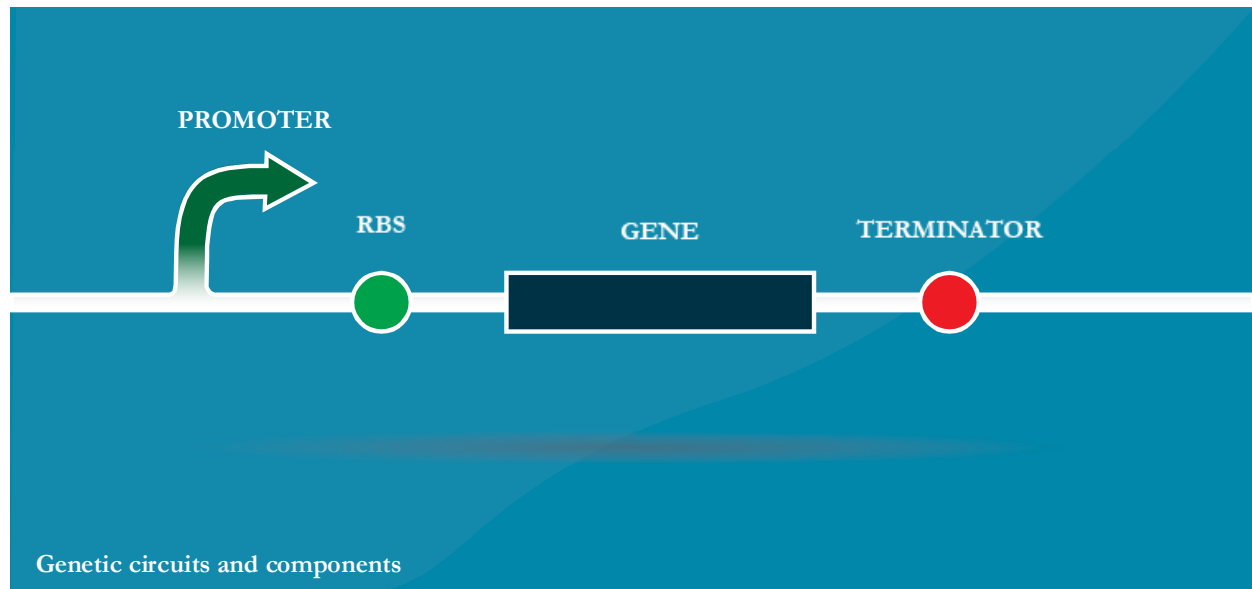 PROMOTER
RBS
GENE
TERMINATOR
Genetic circuits and components